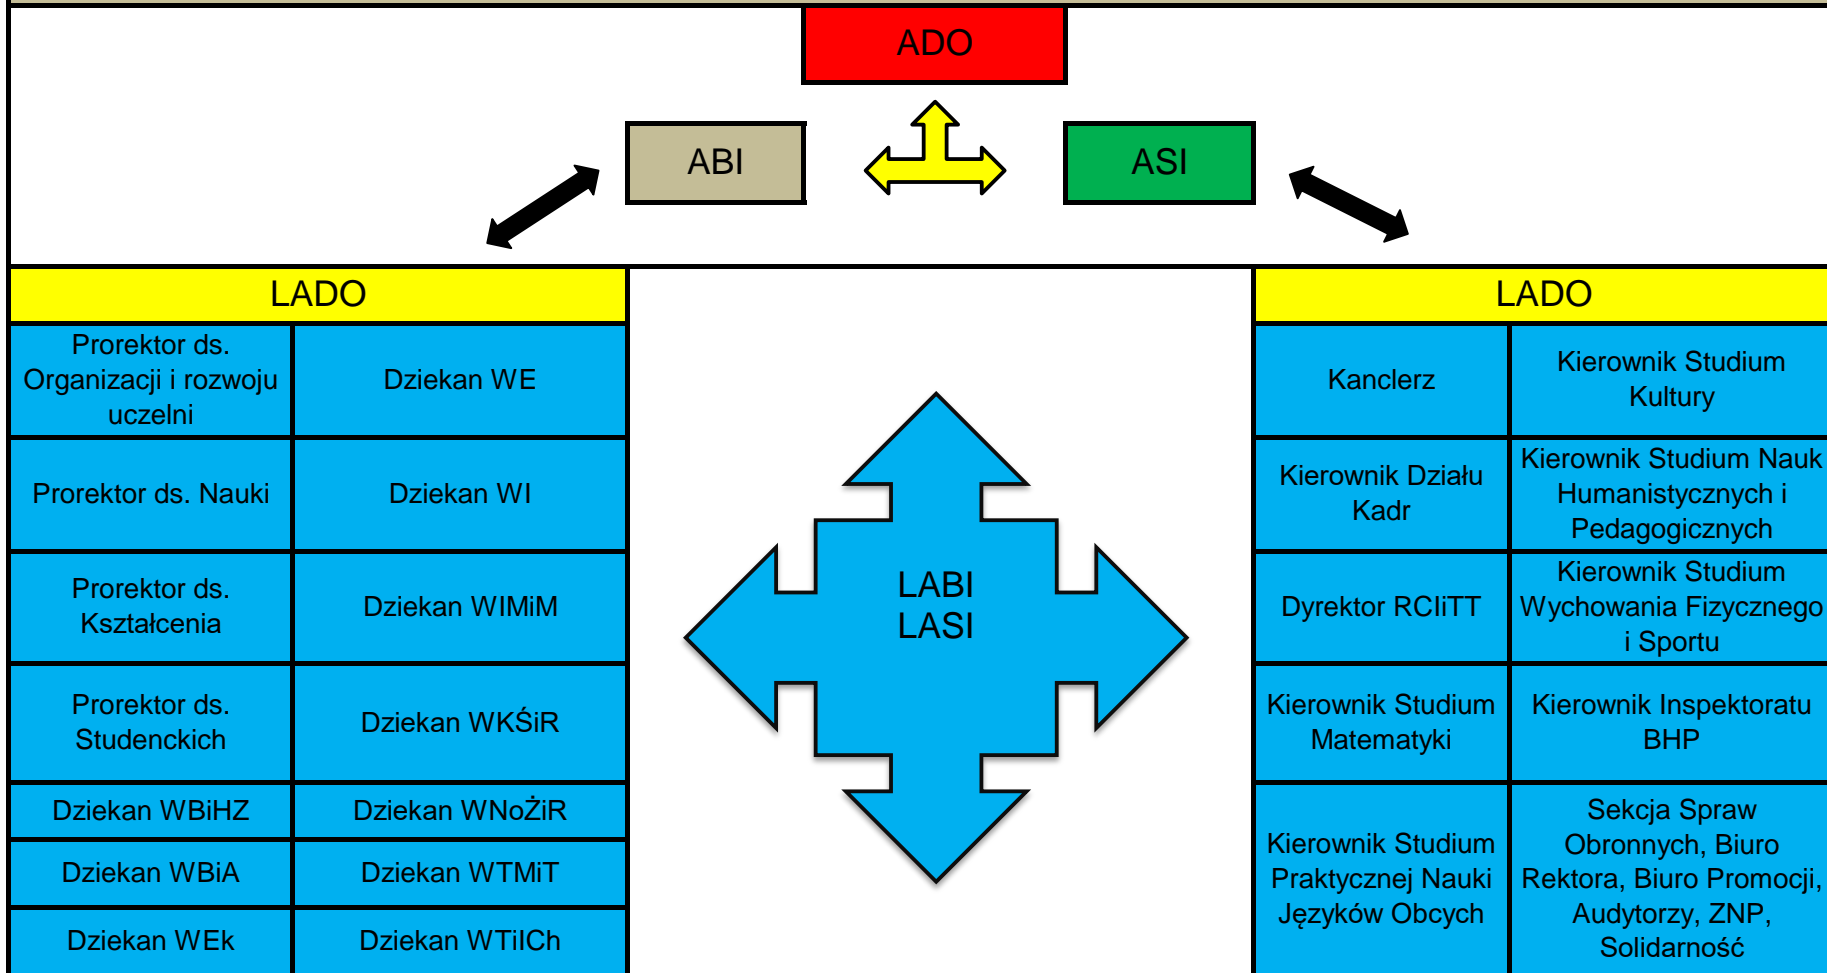 ADO
ABI
ASI
LADO
LADO
Prorektor ds.
Organizacji i rozwoju
uczelni
Dziekan WE
Kanclerz
Kierownik Studium
Kultury
Prorektor ds. Nauki
Dziekan WI
Kierownik Działu
Kadr
Kierownik Studium Nauk
Humanistycznych i
Pedagogicznych
LABI
LASI
Prorektor ds.
Kształcenia
Dziekan WIMiM
Dyrektor RCIiTT
Kierownik Studium
Wychowania Fizycznego
i Sportu
Prorektor ds.
Studenckich
Dziekan WKŚiR
Kierownik Studium
Matematyki
Kierownik Inspektoratu
BHP
Dziekan WBiHZ
Dziekan WNoŻiR
Dziekan WBiA
Dziekan WTMiT
Dziekan WEk
Dziekan WTiICh
Kierownik Studium
Praktycznej Nauki
Języków Obcych
Sekcja Spraw
Obronnych, Biuro
Rektora, Biuro Promocji,
Audytorzy, ZNP,
Solidarność